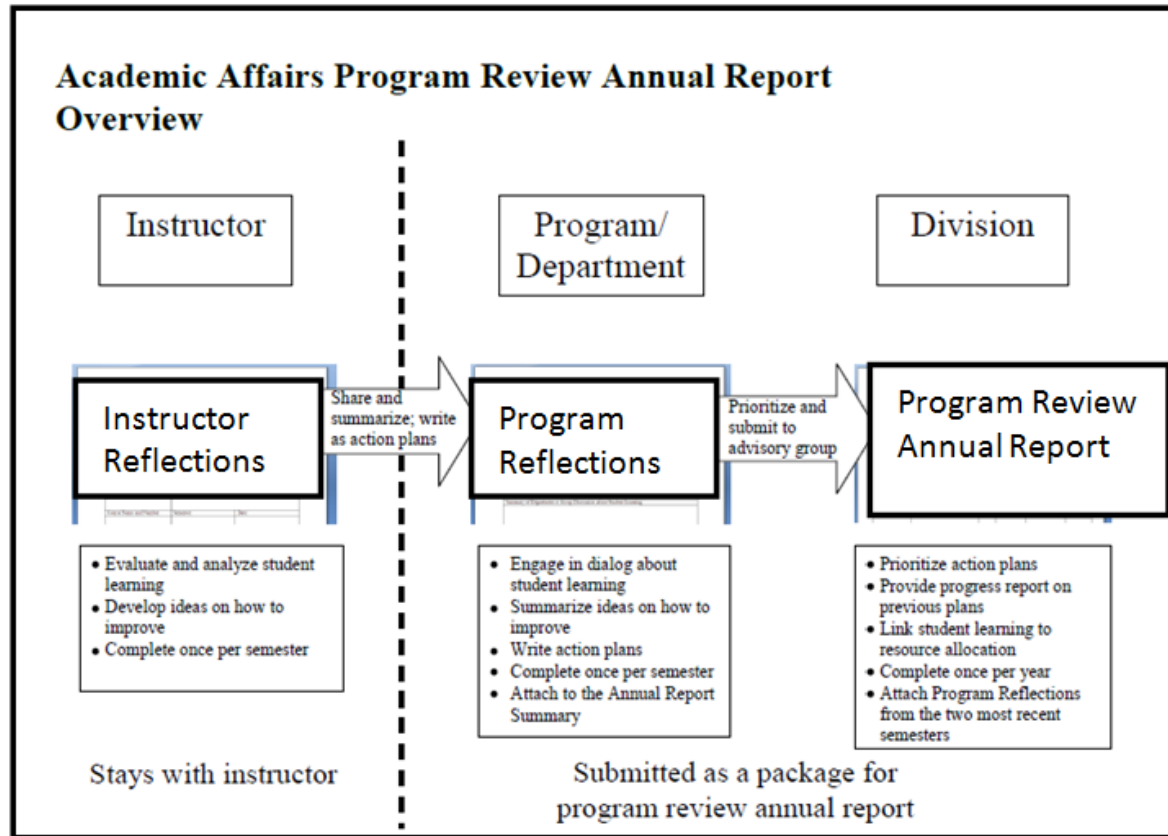 Academic Affairs Program Review Annual Report
Overview
Instructor
Program/
Department
Division
Instructor
Reflections
Share and
summarize; write
as action plans
Program
Reflections
Prioritize and
submit to
advisory group
Program Review
Annual Report
• Evaluate and analyze student
learning
• Develop ideas on how to
improve
• Complete once per semester
• Engage in dialog about
student learning
• Summarize ideas on how to
improve
• Write action plans
• Complete once per semester
• Attach to the Annual Report
Summary
• Prioritize action plans
• Provide progress report on
previous plans
• Link student learning to
resource allocation
• Complete once per year
• Attach Program Reflections
from the two most recent
semesters
Stays with instructor
Submitted as a package for
program review annual report